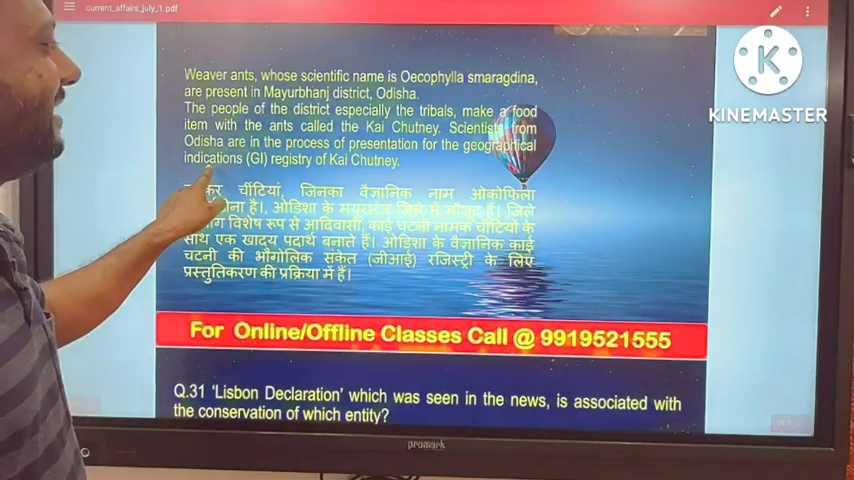 current_affairs_july_1.pdf
KINEMASTER
Weaver ants, whose scientific name is Oecophylla smaragdina,
are present in Mayurbhanj district, Odisha.
The people of the district especially the tribals, make a food
item with the ants called the Kai Chutney. Scientists from
Odisha are in the process of presentation for the geographical
indications (GI) registry of Kai Chutney.
चींटियां, जिनका वैज्ञानिक नाम ओकोफिला
है।, ओडिशा के मयूरभंज जिले में मौजूद हैं। जिले
विशेष रूप से आदिवासी, काई चटनी नामक चींटियों के
साथ एक खाद्य पदार्थ बनाते हैं। ओडिशा के वैज्ञानिक काई
चटनी की भौगोलिक संकेत (जीआई) रजिस्ट्री के लिए
प्रस्तुतिकरण की प्रक्रिया में हैं।
For Online/Offline Classes Call @ 9919521555
Q.31 ‘Lisbon Declaration’ which was seen in the news, is associated with
the conservation of which entity?
promark